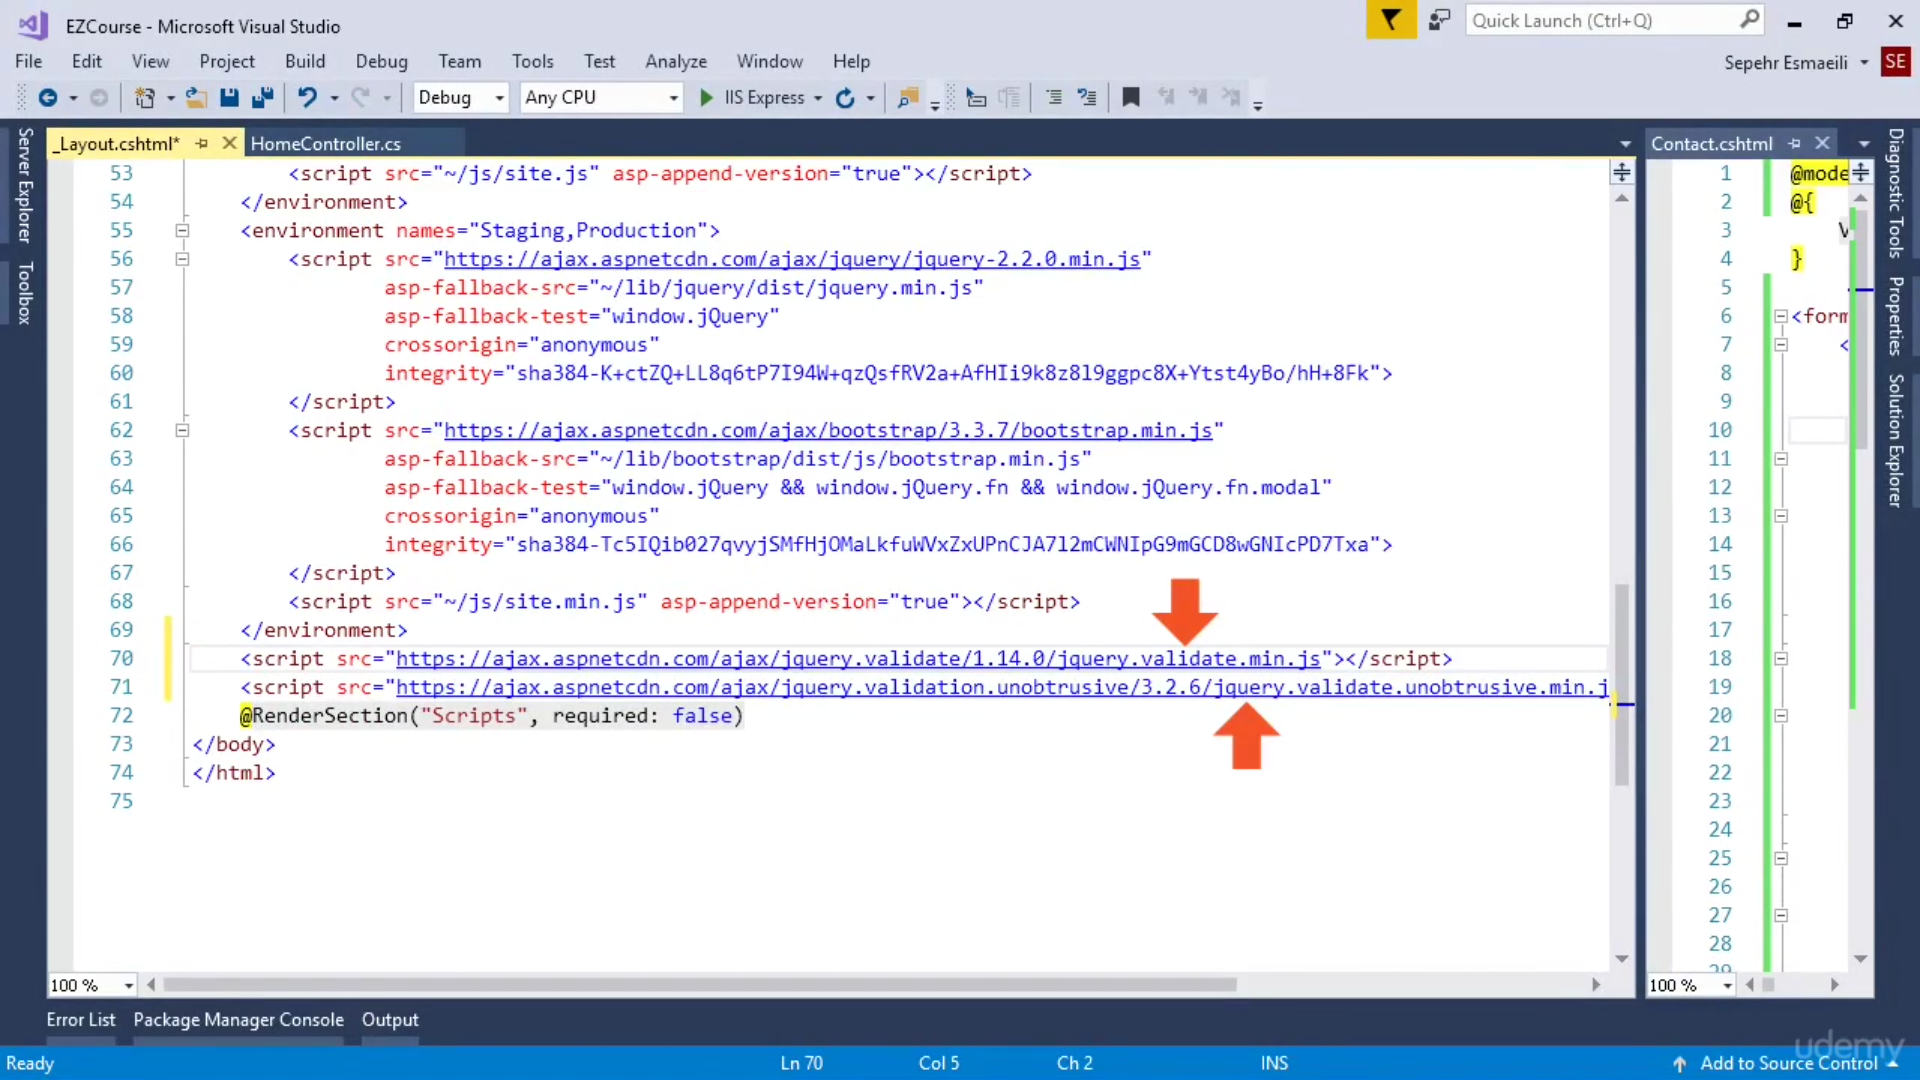 EZCourse - Microsoft Visual Studio
Quick Launch (Ctrl+Q)
File Edit View Project Build Debug Team Tools Test Analyze Window Help
Sepehr Esmaeili SE
Debug Any CPU IIS Express
Server Explorer
Toolbox
_Layout.cshtml* HomeController.cs
53 <script src="~/js/site.js" asp-append-version="true"></script>
54 </environment>
55 <environment names="Staging,Production">
56 <script src="https://ajax.aspnetcdn.com/ajax/jquery/jquery-2.2.0.min.js"
57 asp-fallback-src="~/lib/jquery/dist/jquery.min.js"
58 asp-fallback-test="window.jQuery"
59 crossorigin="anonymous"
60 integrity="sha384-K+ctZQ+LL8q6tP7I94W+qzQsfRV2a+AfHIi9k8z8l9ggpc8X+Ytst4yBo/hH+8Fk">
61 </script>
62 <script src="https://ajax.aspnetcdn.com/ajax/bootstrap/3.3.7/bootstrap.min.js"
63 asp-fallback-src="~/lib/bootstrap/dist/js/bootstrap.min.js"
64 asp-fallback-test="window.jQuery && window.jQuery.fn && window.jQuery.fn.modal"
65 crossorigin="anonymous"
66 integrity="sha384-Tc5IQib027qvyjSMfHjOMaLkfuWVxZxUPnCJA7l2mCWNIpG9mGCD8wGNIcPD7Txa">
67 </script>
68 <script src="~/js/site.min.js" asp-append-version="true"></script>
69 </environment>
70 <script src="https://ajax.aspnetcdn.com/ajax/jquery.validate/1.14.0/jquery.validate.min.js"></script>
71 <script src="https://ajax.aspnetcdn.com/ajax/jquery.validation.unobtrusive/3.2.6/jquery.validate.unobtrusive.min.j
72 @RenderSection("Scripts", required: false)
73 </body>
74 </html>
75
100 %
Contact.cshtml
1 @mode
2 @{
3 V
4 }
5
6 <form
7 <
8
9
10
11
12
13
14
15
16
17
18
19
20
21
22
23
24
25
26
27
28
29
100 %
Diagnostic Tools
Properties
Solution Explorer
Error List Package Manager Console Output
Ready Ln 70 Col 5 Ch 2 INS Add to Source Control
udemy